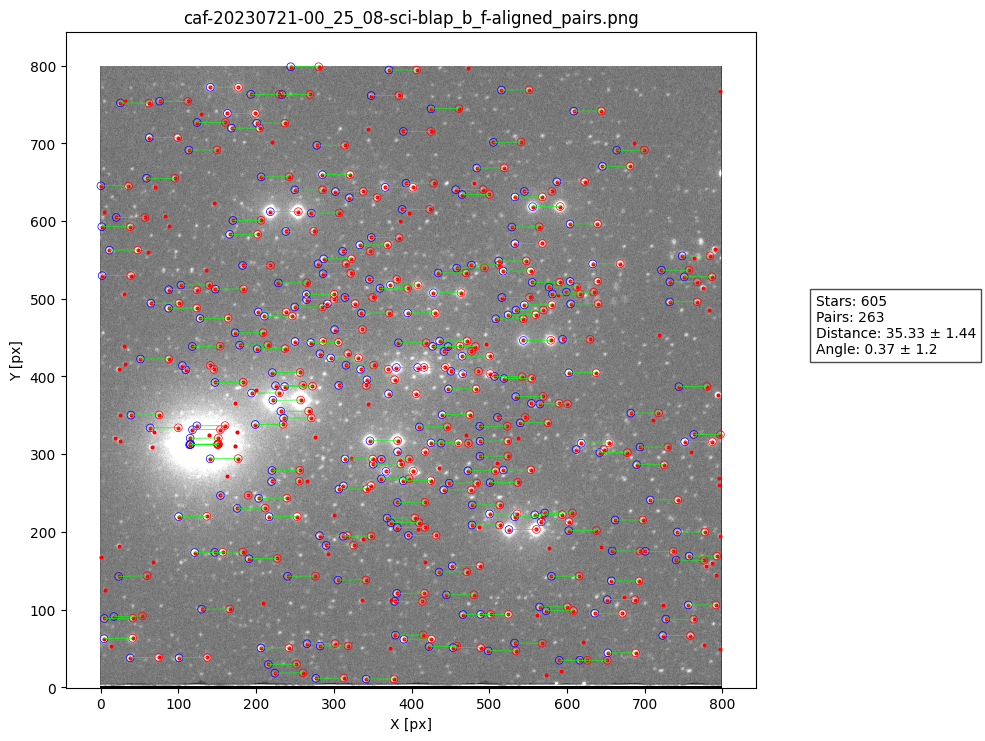 caf-20230721-00_25_08-sci-blap_b_f-aligned_pairs.png
800
700
600
500
400
300
200
100
0
Y [px]
0 100 200 300 400 500 600 700 800
X [px]
Stars: 605
Pairs: 263
Distance: 35.33 ± 1.44
Angle: 0.37 ± 1.2